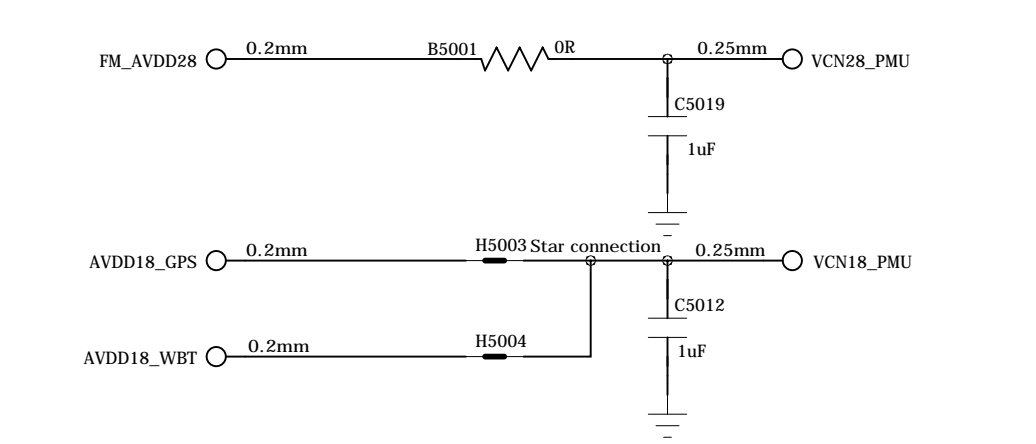 0.2mm B5001 0R 0.25mm
FM_AVDD28 VCN28_PMU
C5019
1uF
0.2mm H5003 Star connection 0.25mm
AVDD18_GPS VCN18_PMU
C5012
0.2mm H5004 1uF
AVDD18_WBT